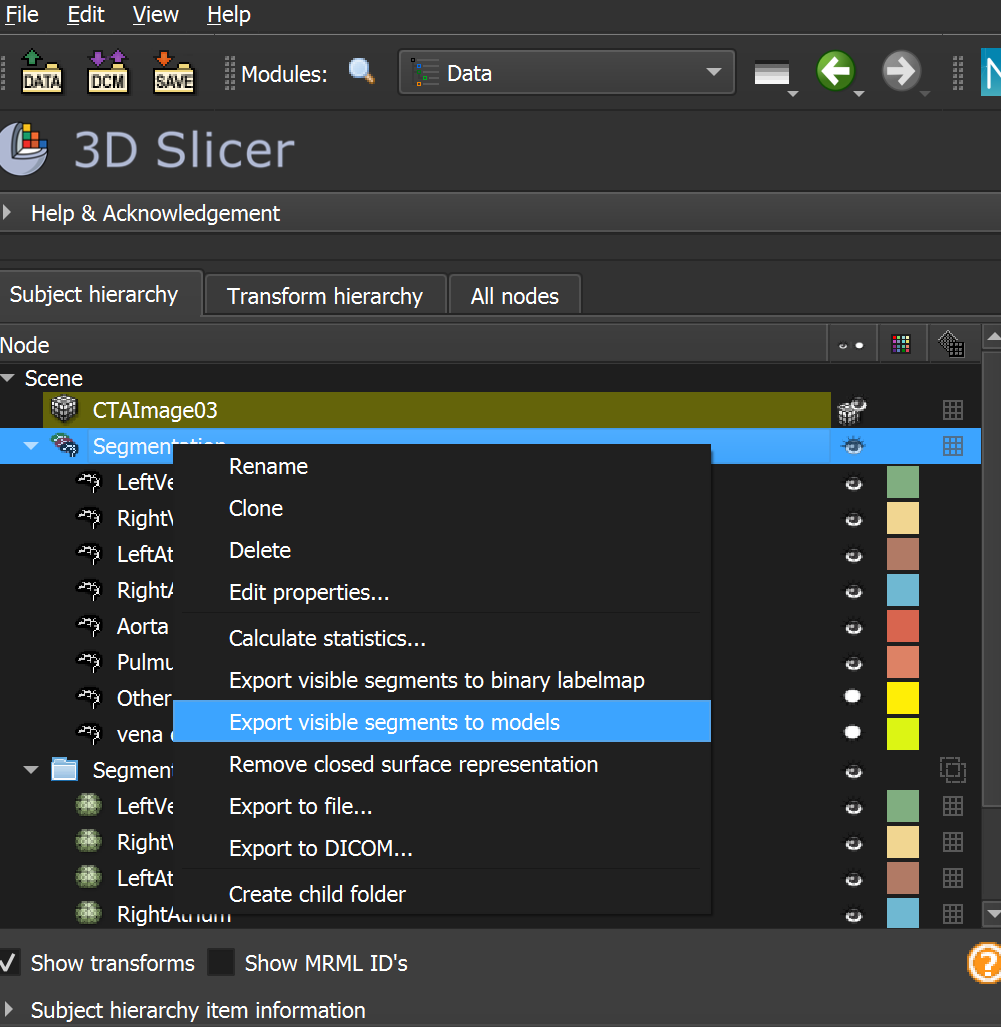 File Edit View Help
DATA DCM SAVE Modules: Data N
3D Slicer
Help & Acknowledgement
Subject hierarchy Transform hierarchy All nodes
Node
Scene
CTAImage03
Segmentation
Rename
LeftVe
Clone
RightV
Delete
LeftAt
Edit properties...
RightA
Aorta
Calculate statistics...
Pulmu
Export visible segments to binary labelmap
Other
Export visible segments to models
vena
Segment
Remove closed surface representation
LeftVe
Export to file...
RightV
Export to DICOM...
LeftAt
Create child folder
RightAtrium
Show transforms Show MRML ID's
?
Subject hierarchy item information